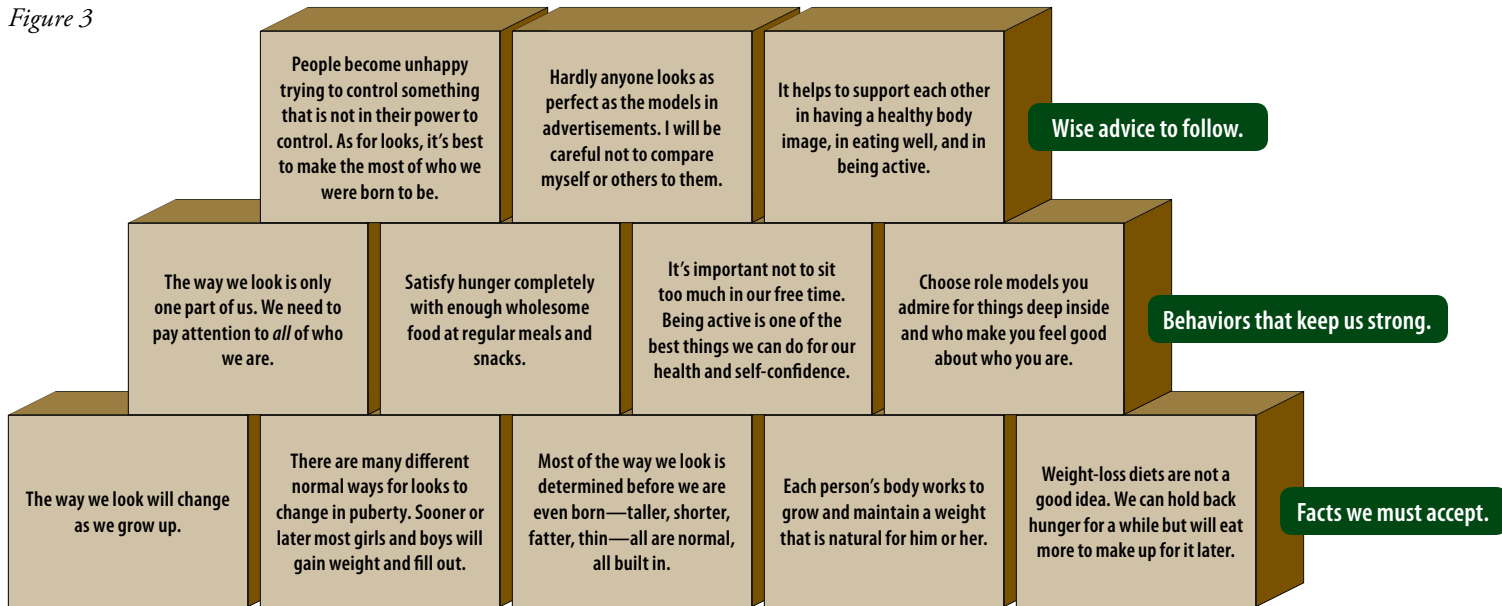 Figure 3
People become unhappy
trying to control something
that is not in their power to
control. As for looks, it’s best
to make the most of who we
were born to be.
Hardly anyone looks as
perfect as the models in
advertisements. I will be
careful not to compare
myself or others to them.
It helps to support each other
in having a healthy body
image, in eating well, and in
being active.
Wise advice to follow.
The way we look is only
one part of us. We need to
pay attention to all of who
we are.
Satisfy hunger completely
with enough wholesome
food at regular meals and
snacks.
It’s important not to sit
too much in our free time.
Being active is one of the
best things we can do for our
health and self-confidence.
Choose role models you
admire for things deep inside
and who make you feel good
about who you are.
Behaviors that keep us strong.
The way we look will change
as we grow up.
There are many different
normal ways for looks to
change in puberty. Sooner or
later most girls and boys will
gain weight and fill out.
Most of the way we look is
determined before we are
even born—taller, shorter,
fatter, thin—all are normal,
all built in.
Each person’s body works to
grow and maintain a weight
that is natural for him or her.
Weight-loss diets are not a
good idea. We can hold back
hunger for a while but will eat
more to make up for it later.
Facts we must accept.